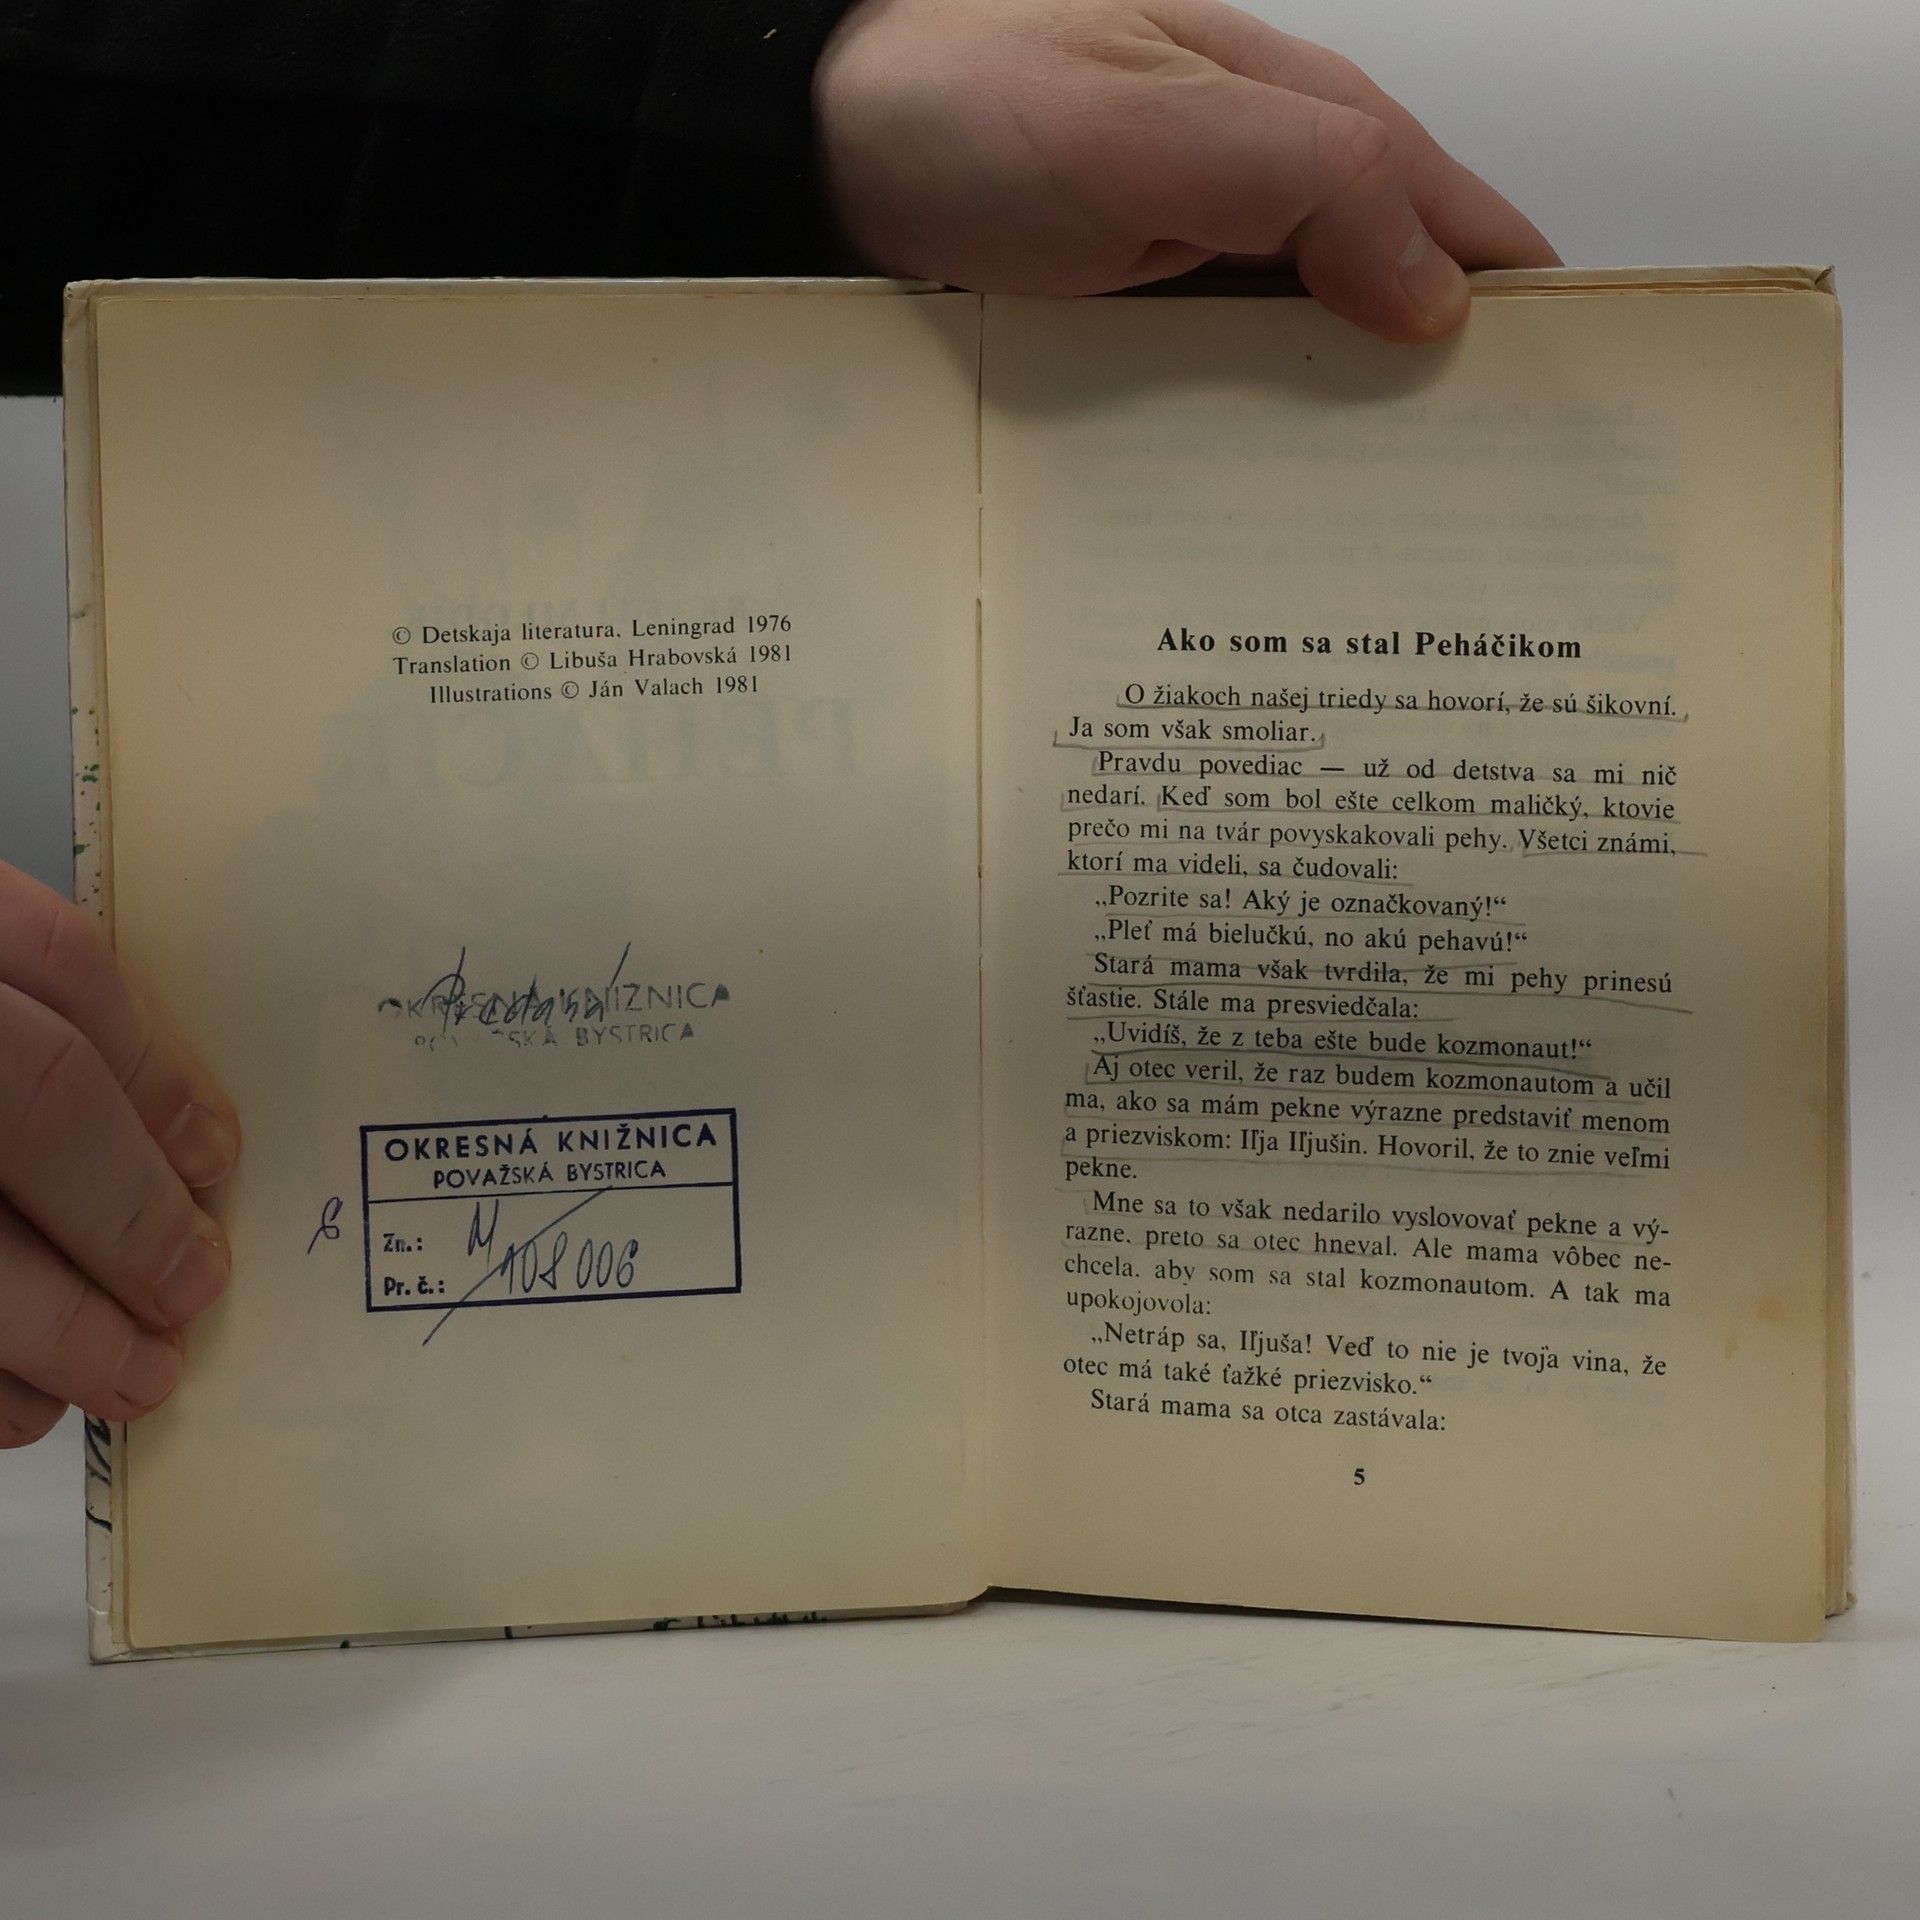 © Detskaja literatura, Leningrad 1976
Translation © Libuša Hrabovská 1981
Illustrations © Ján Valach 1981
OKRESNÁ KNIŽNICA
POVAŽSKÁ BYSTRICA
OKRESNÁ KNIŽNICA
POVAŽSKÁ BYSTRICA
Zn.: M
Pr. č.: 108 006
Ako som sa stal Peháčikom
O žiakoch našej triedy sa hovorí, že sú šikovní.
Ja som však smoliar.
Pravdu povediac — už od detstva sa mi nič
nedarí. Keď som bol ešte celkom maličký, ktovie
prečo mi na tvár povyskakovali pehy. Všetci známi,
ktorí ma videli, sa čudovali:
„Pozrite sa! Aký je označkovaný!“
„Pleť má bielučkú, no akú pehavú!“
Stará mama však tvrdila, že mi pehy prinesú
šťastie. Stále ma presviedčala:
„Uvidíš, že z teba ešte bude kozmonaut!“
Aj otec veril, že raz budem kozmonautom a učil
ma, ako sa mám pekne výrazne predstaviť menom
a priezviskom: Iľja Iľjušin. Hovoril, že to znie veľmi
pekne.
Mne sa to však nedarilo vyslovovať pekne a vý-
razne, preto sa otec hneval. Ale mama vôbec ne-
chcela, aby som sa stal kozmonautom. A tak ma
upokojovola:
„Netráp sa, Iľjuša! Veď to nie je tvoja vina, že
otec má také ťažké priezvisko.“
Stará mama sa otca zastávala:
5